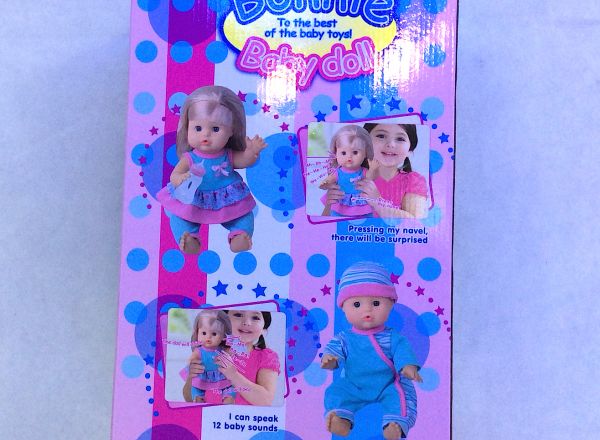 Bonnie
To the best
of the baby toys!
Baby doll
Pressing my navel,
there will be surprised
I can speak
12 baby sounds